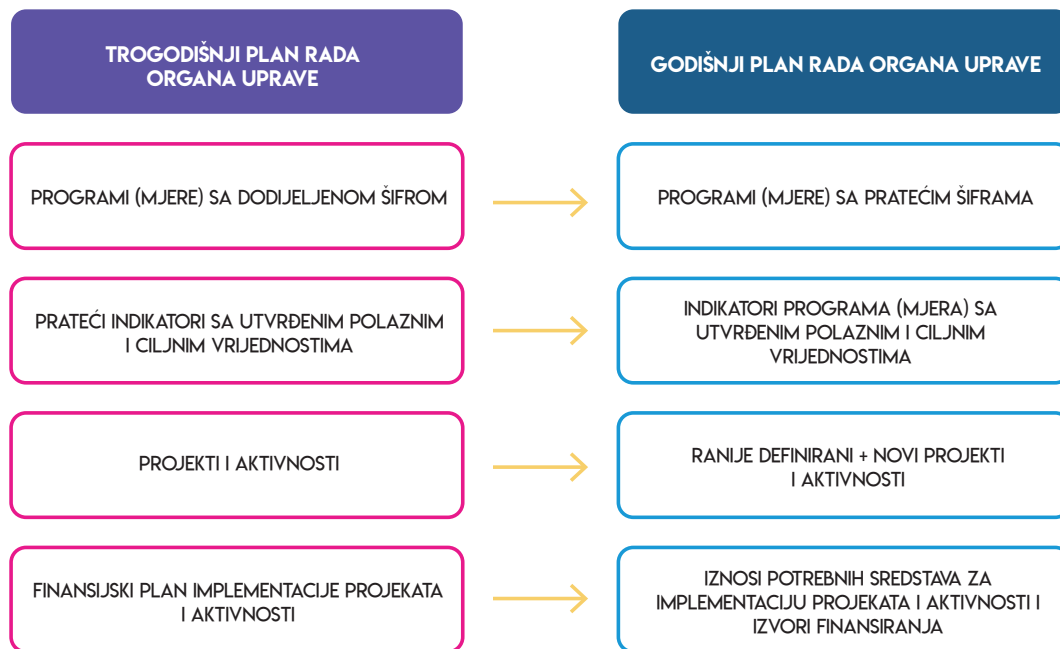 TROGODIŠNJI PLAN RADA
ORGANA UPRAVE
GODIŠNJI PLAN RADA ORGANA UPRAVE
PROGRAMI (MJERE) SA DODIJELJENOM ŠIFROM
PROGRAMI (MJERE) SA PRATEĆIM ŠIFRAMA
PRATEĆI INDIKATORI SA UTVRĐENIM POLAZNIM
I CILJNIM VRIJEDNOSTIMA
INDIKATORI PROGRAMA (MJERA) SA
UTVRĐENIM POLAZNIM I CILJNIM
VRIJEDNOSTIMA
PROJEKTI I AKTIVNOSTI
RANIJE DEFINIRANI + NOVI PROJEKTI
I AKTIVNOSTI
FINANSIJSKI PLAN IMPLEMENTACIJE PROJEKATA
I AKTIVNOSTI
IZNOSI POTREBNIH SREDSTAVA ZA
IMPLEMENTACIJU PROJEKATA I AKTIVNOSTI I
IZVORI FINANSIRANJA